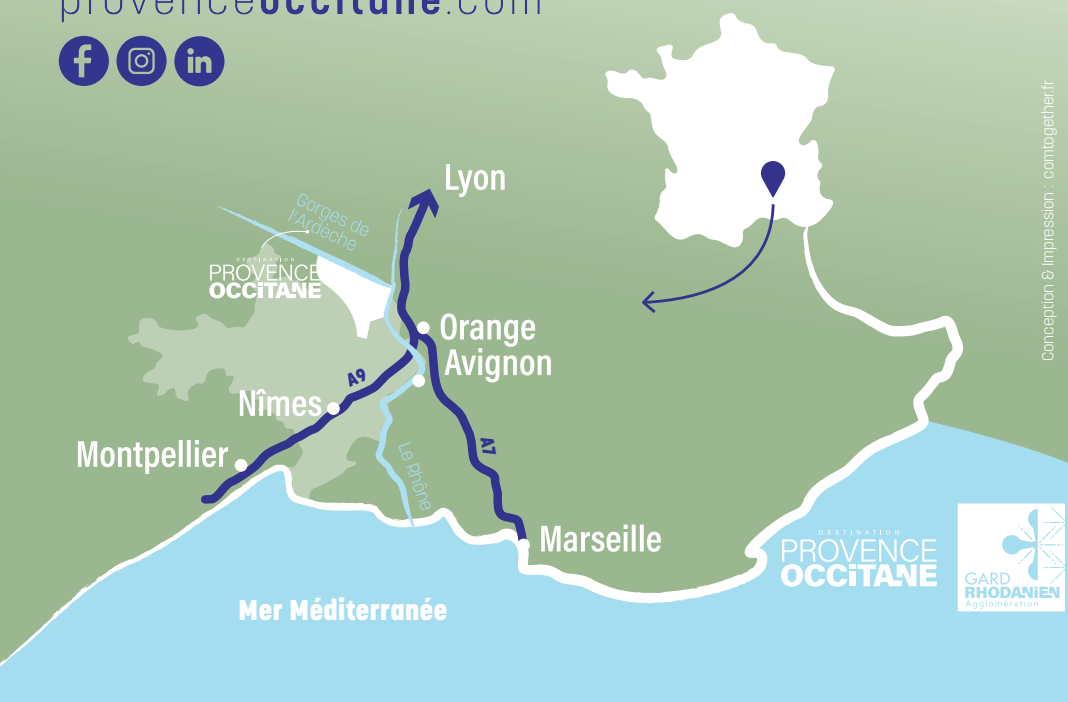 provenceoccitane.com
Lyon
Gorges de
l'Ardèche
DESTINATION
PROVENCE
OCCiTANE
Orange
Avignon
A9
Nîmes
Montpellier
A7
Le Rhône
Marseille
Mer Méditerranée
DESTINATION
PROVENCE
OCCiTANE
GARD
RHODANiEN
Agglomération
Conception & Impression : comtogether.fr